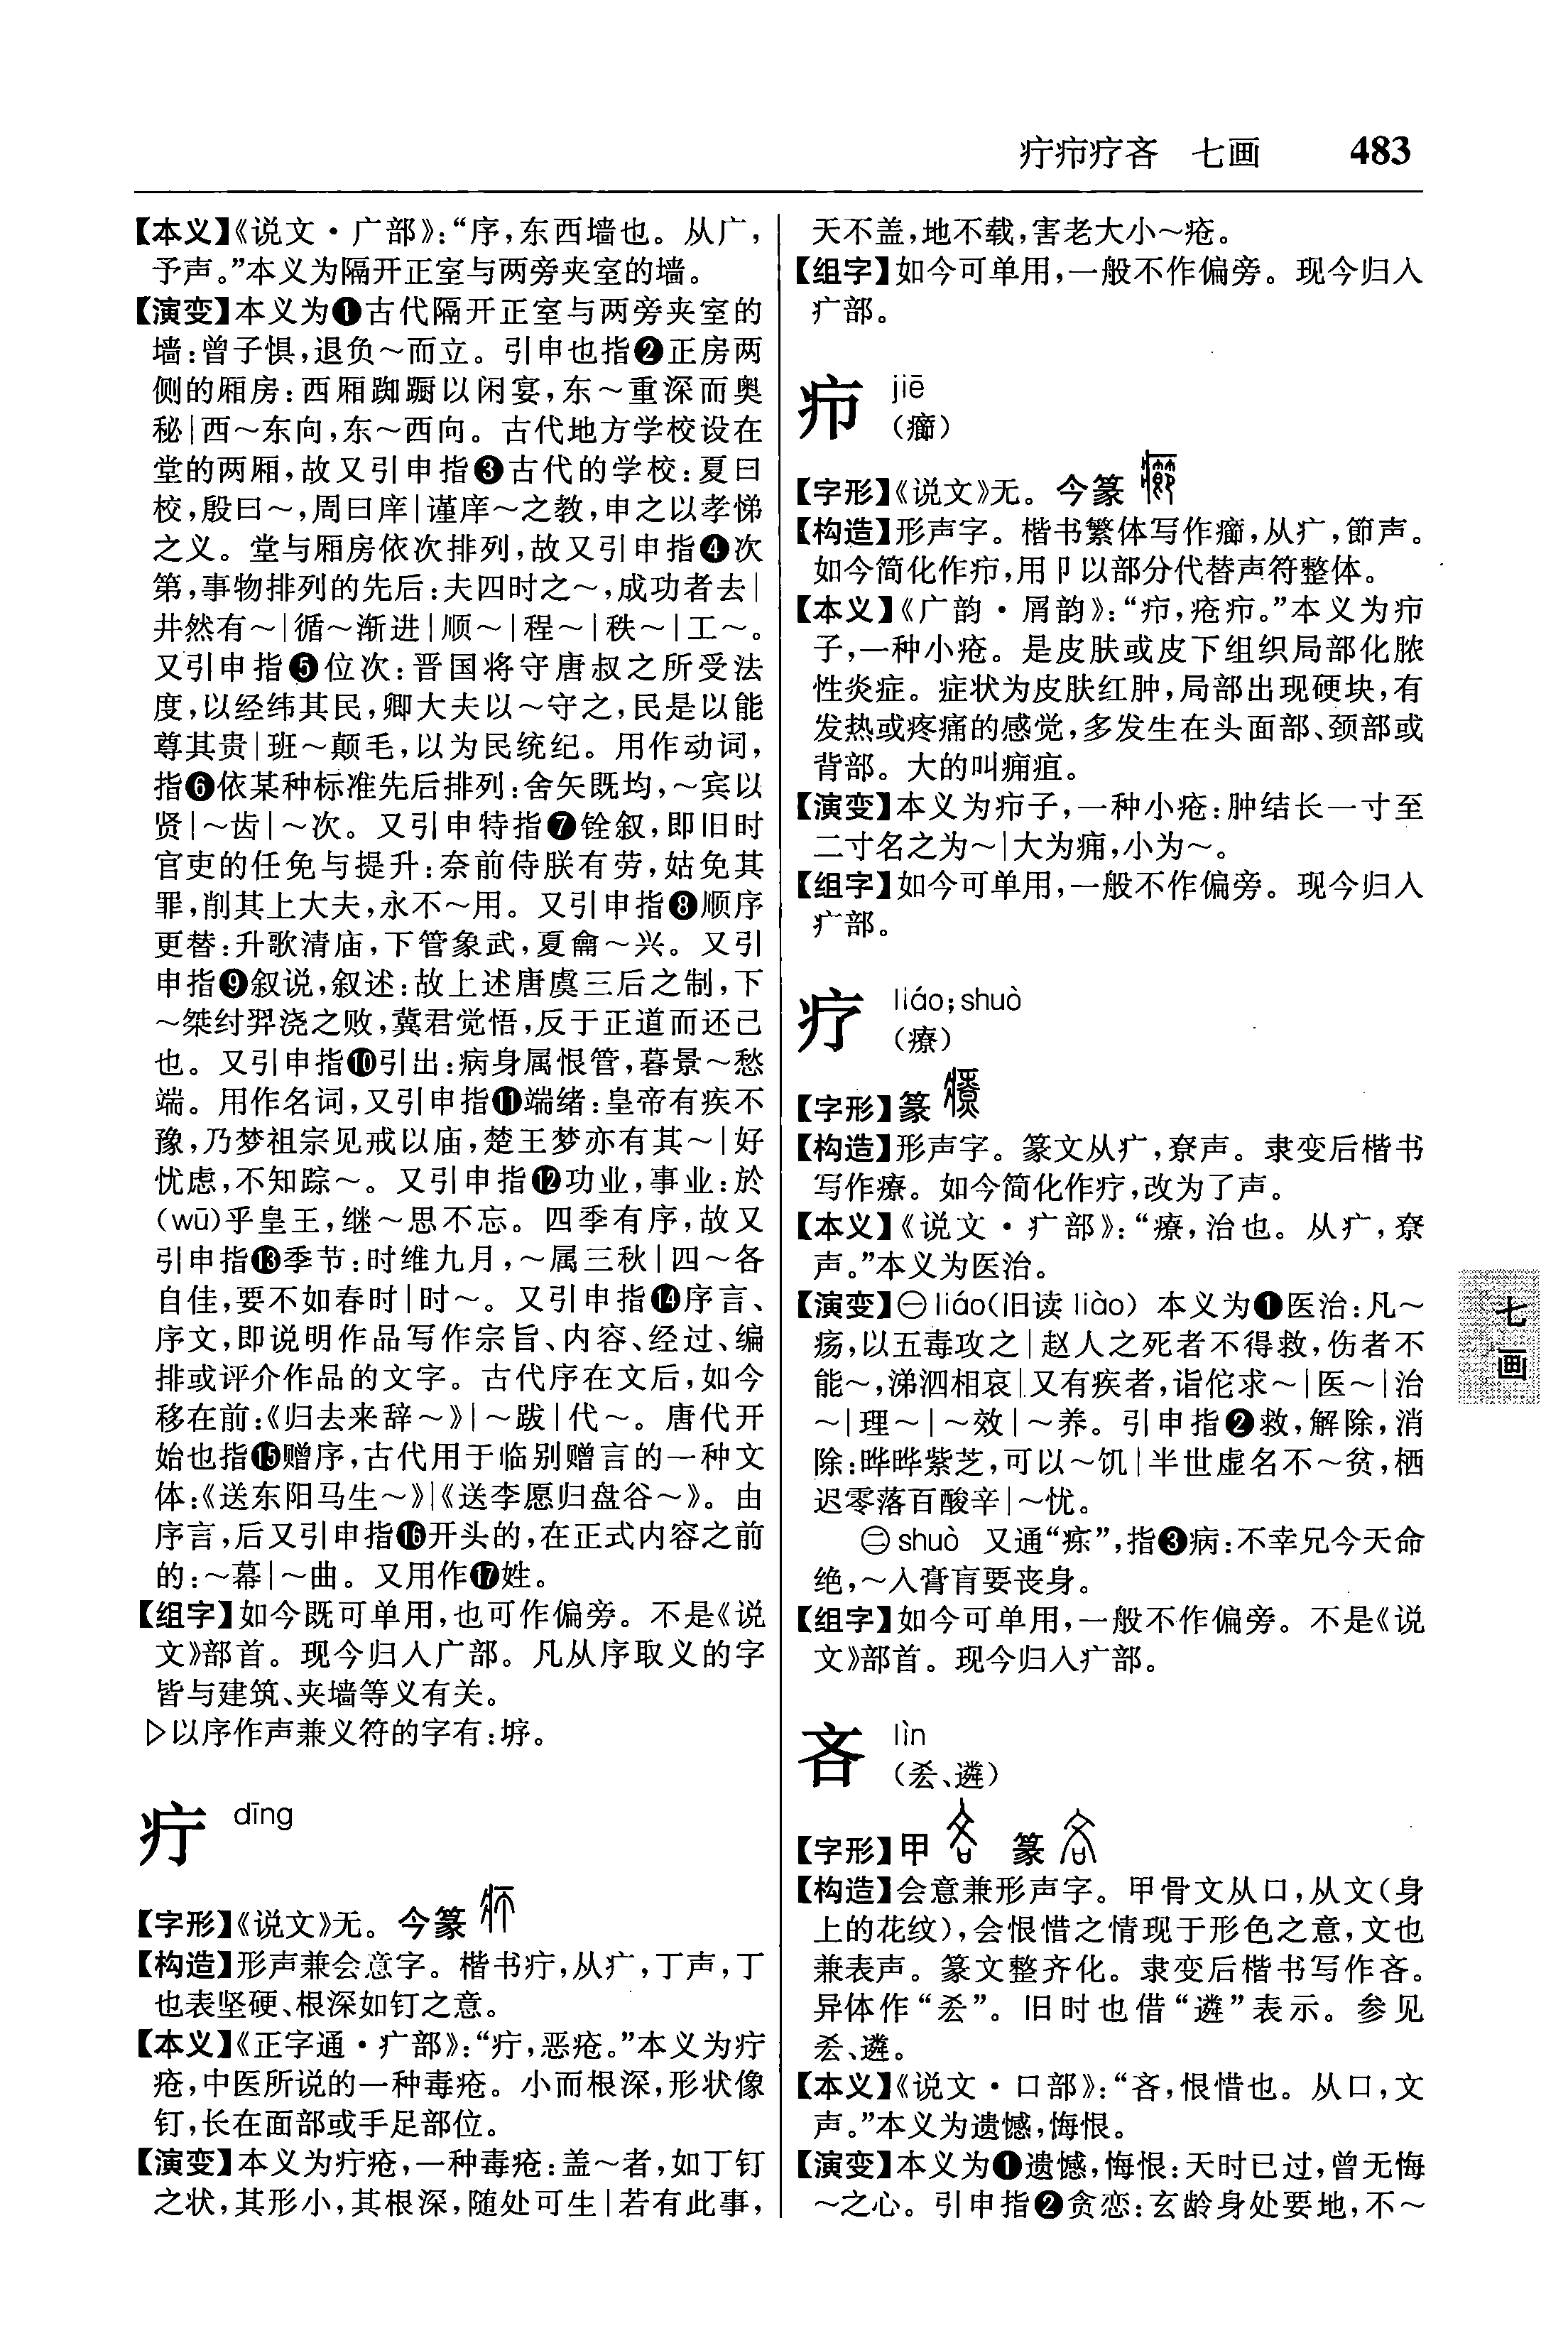 疔疖疗吝 七画 483
【本义】《说文·广部》:“序,东西墙也。从广,
予声。”本义为隔开正室与两旁夹室的墙。
【演变】本义为❶古代隔开正室与两旁夹室的
墙:曾子惧,退负~而立。引申也指❷正房两
侧的厢房:西厢踟蹰以闲宴,东~重深而奥
秘|西~东向,东~西向。古代地方学校设在
堂的两厢,故又引申指❸古代的学校:夏曰
校,殷曰~,周曰庠|谨庠~之教,申之以孝悌
之义。堂与厢房依次排列,故又引申指❹次
第,事物排列的先后:夫四时之~,成功者去|
井然有~|循~渐进|顺~|程~|秩~|工~。
又引申指❺位次:晋国将守唐叔之所受法
度,以经纬其民,卿大夫以~守之,民是以能
尊其贵|班~颠毛,以为民统纪。用作动词,
指❻依某种标准先后排列:舍矢既均,~宾以
贤|~齿|~次。又引申特指❼铨叙,即旧时
官吏的任免与提升:奈前侍朕有劳,姑免其
罪,削其上大夫,永不~用。又引申指❽顺序
更替:升歌清庙,下管象武,夏龠~兴。又引
申指❾叙说,叙述:故上述唐虞三后之制,下
~桀纣羿浇之败,冀君觉悟,反于正道而还己
也。又引申指❿引出:病身属恨管,暮景~愁
端。用作名词,又引申指⓫端绪:皇帝有疾不
豫,乃梦祖宗见戒以庙,楚王梦亦有其~|好
忧虑,不知踪~。又引申指⓬功业,事业:於
(wū)乎皇王,继~思不忘。四季有序,故又
引申指⓭季节:时维九月,~属三秋|四~各
自佳,要不如春时|时~。又引申指⓮序言、
序文,即说明作品写作宗旨、内容、经过、编
排或评介作品的文字。古代序在文后,如今
移在前:《归去来辞~》|~跋|代~。唐代开
始也指⓯赠序,古代用于临别赠言的一种文
体:《送东阳马生~》|《送李愿归盘谷~》。由
序言,后又引申指⓰开头的,在正式内容之前
的:~幕|~曲。又用作⓱姓。
【组字】如今既可单用,也可作偏旁。不是《说
文》部首。现今归入广部。凡从序取义的字
皆与建筑、夹墙等义有关。
▷以序作声兼义符的字有:垿。
疔 dīng
【字形】《说文》无。今篆
【构造】形声兼会意字。楷书疔,从疒,丁声,丁
也表坚硬、根深如钉之意。
【本义】《正字通·疒部》:“疔,恶疮。”本义为疔
疮,中医所说的一种毒疮。小而根深,形状像
钉,长在面部或手足部位。
【演变】本义为疔疮,一种毒疮:盖~者,如丁钉
之状,其形小,其根深,随处可生|若有此事,
天不盖,地不载,害老大小~疮。
【组字】如今可单用,一般不作偏旁。现今归入
疒部。
疖 jiē
(癤)
【字形】《说文》无。今篆
【构造】形声字。楷书繁体写作癤,从疒,節声。
如今简化作疖,用卩以部分代替声符整体。
【本义】《广韵·屑韵》:“疖,疮疖。”本义为疖
子,一种小疮。是皮肤或皮下组织局部化脓
性炎症。症状为皮肤红肿,局部出现硬块,有
发热或疼痛的感觉,多发生在头面部、颈部或
背部。大的叫痈疽。
【演变】本义为疖子,一种小疮:肿结长一寸至
二寸名之为~|大为痈,小为~。
【组字】如今可单用,一般不作偏旁。现今归入
疒部。
疗 liáo;shuò
(療)
【字形】篆
【构造】形声字。篆文从疒,尞声。隶变后楷书
写作療。如今简化作疗,改为了声。
【本义】《说文·疒部》:“療,治也。从疒,尞
声。”本义为医治。
【演变】㊀liáo(旧读liào) 本义为❶医治:凡~
疡,以五毒攻之|赵人之死者不得救,伤者不
能~,涕泗相哀|又有疾者,诣佗求~|医~|治
~|理~|~效|~养。引申指❷救,解除,消
除:晔晔紫芝,可以~饥|半世虚名不~贫,栖
迟零落百酸辛|~忧。
㊁shuò 又通“㾕”,指❸病:不幸兄今天命
绝,~入膏肓要丧身。
【组字】如今可单用,一般不作偏旁。不是《说
文》部首。现今归入疒部。
吝 lìn
(㖁、遴)
【字形】甲 篆
【构造】会意兼形声字。甲骨文从口,从文(身
上的花纹),会恨惜之情现于形色之意,文也
兼表声。篆文整齐化。隶变后楷书写作吝。
异体作“㖁”。旧时也借“遴”表示。参见
㖁、遴。
【本义】《说文·口部》:“吝,恨惜也。从口,文
声。”本义为遗憾,悔恨。
【演变】本义为❶遗憾,悔恨:天时已过,曾无悔
~之心。引申指❷贪恋:玄龄身处要地,不~
七画